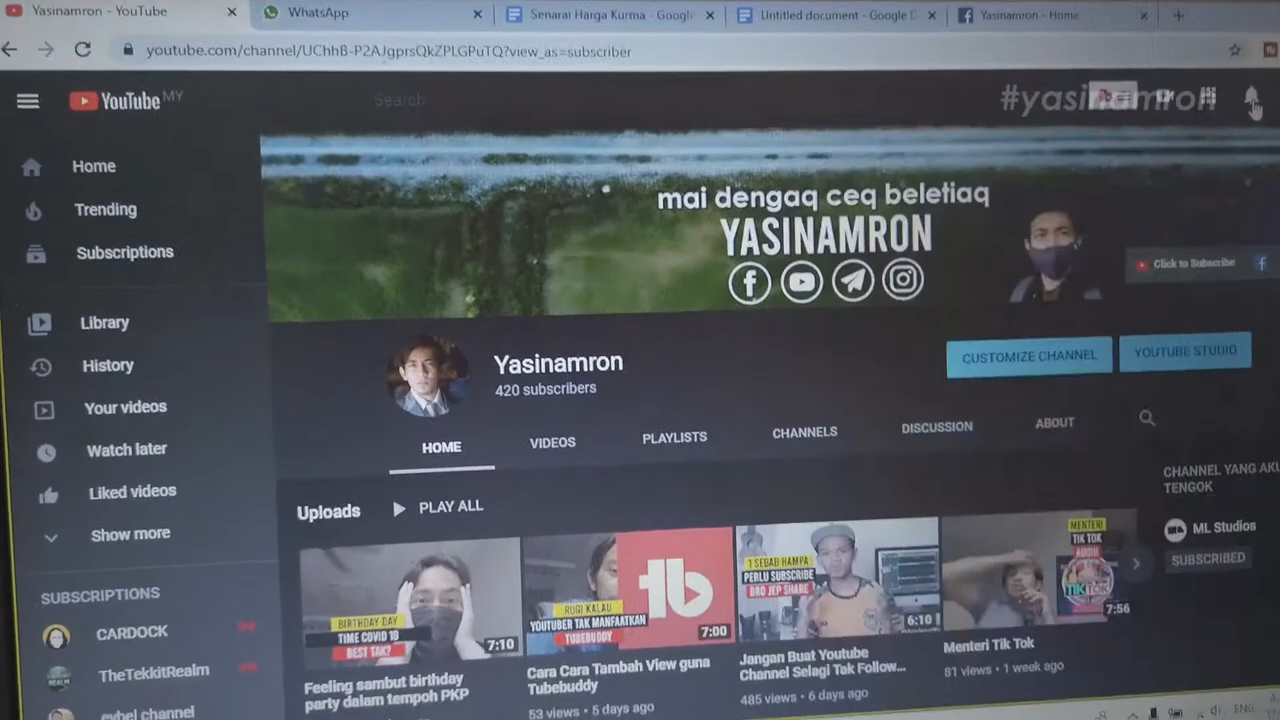 Yasinamron - YouTube
WhatsApp
Senarai Harga Kurma - Googl
Untitled document - Google D
Yasinamron - Home
youtube.com/channel/UChhB-P2AJgprsQkZPLGPuTQ?view_as=subscriber
YouTube MY
Search
#yasinamron
Home
Trending
Subscriptions
Library
History
Your videos
Watch later
Liked videos
Show more
SUBSCRIPTIONS
CARDOCK
TheTekkitRealm
eybel channel
mai dengaq ceq beletiaq
YASINAMRON
Click to Subscribe
Yasinamron
420 subscribers
CUSTOMIZE CHANNEL
YOUTUBE STUDIO
HOME
VIDEOS
PLAYLISTS
CHANNELS
DISCUSSION
ABOUT
Uploads
PLAY ALL
BIRTHDAY DAY
TIME COVID 19
BEST TAK?
7:10
Feeling sambut birthday
party dalam tempoh PKP
RUGI KALAU
YOUTUBER TAK MANFAATKAN
TUBEBUDDY
tb
7:00
Cara Cara Tambah View guna
Tubebuddy
53 views • 5 days ago
1 SEBAB HAMPA
PERLU SUBSCRIBE
BRO JEP SHARE
6:10
Jangan Buat Youtube
Channel Selagi Tak Follow...
485 views • 6 days ago
MENTERI
TIK TOK
AUDIO
TIKTOK
7:56
Menteri Tik Tok
81 views • 1 week ago
CHANNEL YANG AKU
TENGOK
ML Studios
SUBSCRIBED
ENG